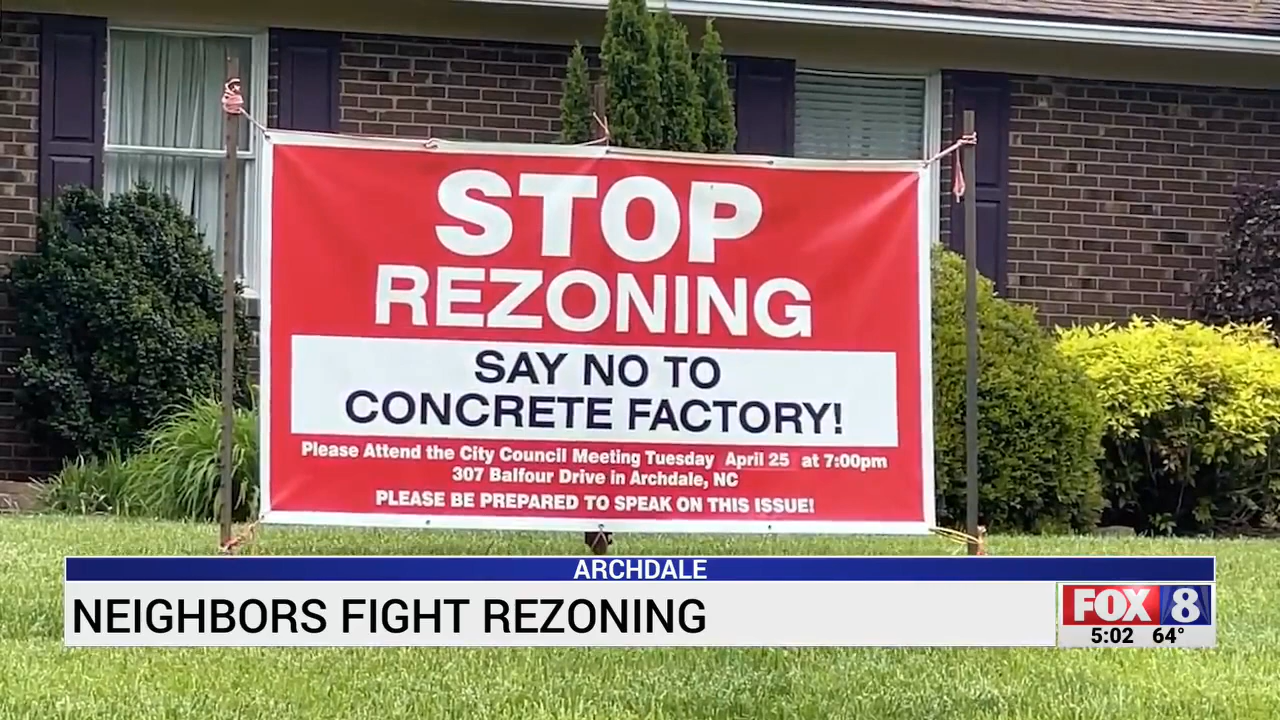 STOP
REZONING
SAY NO TO
CONCRETE FACTORY!
Please Attend the City Council Meeting Tuesday April 25 at 7:00pm
307 Balfour Drive in Archdale, NC
PLEASE BE PREPARED TO SPEAK ON THIS ISSUE!
ARCHDALE
NEIGHBORS FIGHT REZONING
FOX 8
5:02 64°